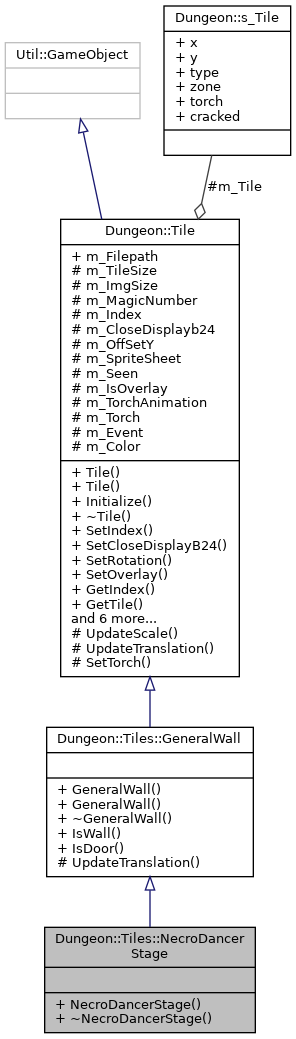 Dungeon::s_Tile
+ x
+ y
+ type
+ zone
+ torch
+ cracked
Util::GameObject
#m_Tile
Dungeon::Tile
+ m_Filepath
# m_TileSize
# m_ImgSize
# m_MagicNumber
# m_Index
# m_CloseDisplayb24
# m_OffSetY
# m_SpriteSheet
# m_Seen
# m_IsOverlay
# m_TorchAnimation
# m_Torch
# m_Event
# m_Color
+ Tile()
+ Tile()
+ Initialize()
+ ~Tile()
+ SetIndex()
+ SetCloseDisplayB24()
+ SetRotation()
+ SetOverlay()
+ GetIndex()
+ GetTile()
and 6 more...
# UpdateScale()
# UpdateTranslation()
# SetTorch()
Dungeon::Tiles::GeneralWall
+ GeneralWall()
+ GeneralWall()
+ ~GeneralWall()
+ IsWall()
+ IsDoor()
# UpdateTranslation()
Dungeon::Tiles::NecroDancer
Stage
+ NecroDancerStage()
+ ~NecroDancerStage()